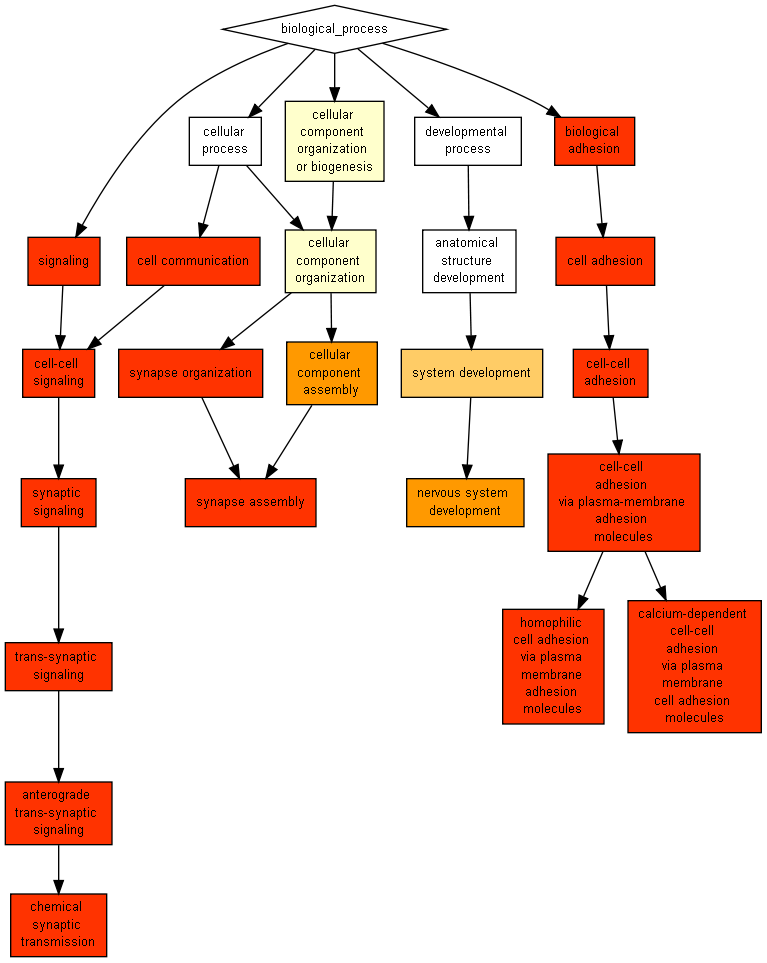 biological_process
cellular
process
cellular
component
organization
or biogenesis
developmental
process
biological
adhesion
signaling
cell communication
cellular
component
organization
anatomical
structure
development
cell adhesion
cell-cell
signaling
synapse organization
cellular
component
assembly
system development
cell-cell
adhesion
synaptic
signaling
synapse assembly
nervous system
development
cell-cell
adhesion
via plasma-membrane
adhesion
molecules
trans-synaptic
signaling
homophilic
cell adhesion
via plasma
membrane
adhesion
molecules
calcium-dependent
cell-cell
adhesion
via plasma
membrane
cell adhesion
molecules
anterograde
trans-synaptic
signaling
chemical
synaptic
transmission